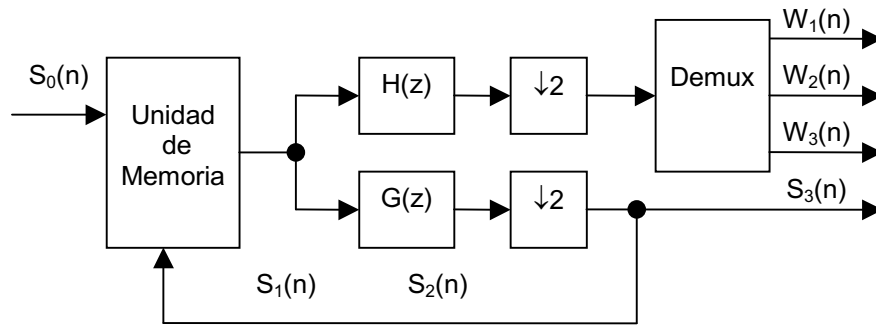 S₀(n)
Unidad
de
Memoria
H(z)
↓2
Demux
W₁(n)
W₂(n)
W₃(n)
G(z)
↓2
S₃(n)
S₁(n)
S₂(n)